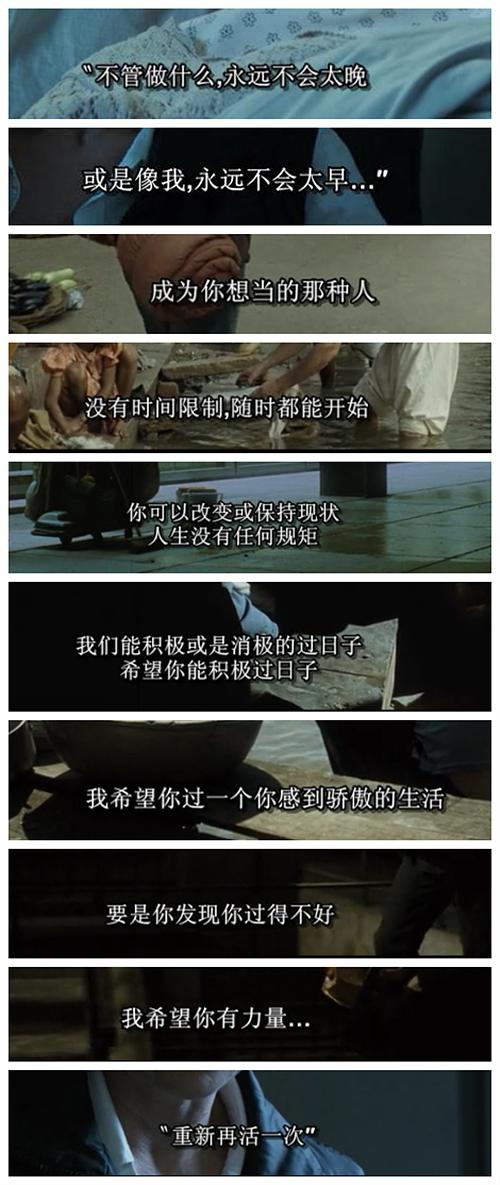 "不管做什么,永远不会太晚
或是像我,永远不会太早..."
成为你想当的那种人
没有时间限制,随时都能开始
你可以改变或保持现状
人生没有任何规矩
我们能积极或是消极的过日子
希望你能积极过日子
我希望你过一个你感到骄傲的生活
要是你发现你过得不好
我希望你有力量...
"重新再活一次"